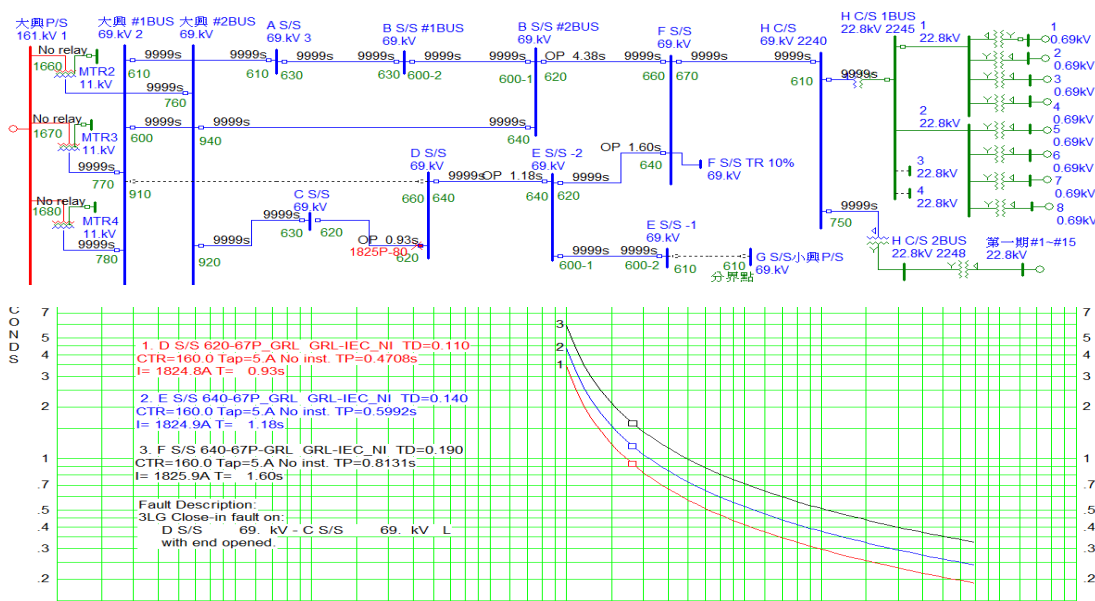 大興 P/S
161.kV 1
大興 #1BUS
69.kV 2
大興 #2BUS
69.kV
A S/S
69.kV 3
B S/S #1BUS
69.kV
B S/S #2BUS
69.kV
F S/S
69.kV
H C/S
69.kV 2240
H C/S 1BUS
22.8kV 2245
No relay
1660
MTR2
11.kV
610
760
9999s
9999s
610
630
9999s
630
600-2
9999s
600-1
OP 4.38s
620
660
9999s
670
610
9999s
No relay
1670
MTR3
11.kV
9999s
600
9999s
940
9999s
640
770
910
D S/S
69.kV
660
640
9999s
OP 1.18s
E S/S -2
69.kV
640
620
9999s
OP 1.60s
640
F S/S TR 10%
69.kV
No relay
1680
MTR4
11.kV
780
9999s
920
C S/S
69.kV
9999s
630
620
OP 0.93s
1825P-80
620
E S/S -1
69.kV
9999s
9999s
600-1
600-2
610
610
分界點
G S/S小興P/S
69.kV
9999s
750
H C/S 2BUS
22.8kV 2248
第一期#1~#15
22.8kV
1
22.8kV
2
22.8kV
3
22.8kV
4
22.8kV
1
0.69kV
2
0.69kV
3
0.69kV
4
0.69kV
5
0.69kV
6
0.69kV
7
0.69kV
8
0.69kV
CONDS
7
5
4
3
2
1
.7
.5
.4
.3
.2
7
5
4
3
2
1
.7
.5
.4
.3
.2
3
2
1
1. D S/S 620-67P_GRL GRL-IEC_NI TD=0.110
CTR=160.0 Tap=5.A No inst. TP=0.4708s
I= 1824.8A T= 0.93s
2. E S/S 640-67P_GRL GRL-IEC_NI TD=0.140
CTR=160.0 Tap=5.A No inst. TP=0.5992s
I= 1824.9A T= 1.18s
3. F S/S 640-67P-GRL GRL-IEC_NI TD=0.190
CTR=160.0 Tap=5.A No inst. TP=0.8131s
I= 1825.9A T= 1.60s
Fault Description:
3LG Close-in fault on:
D S/S 69. kV - C S/S 69. kV L
with end opened.